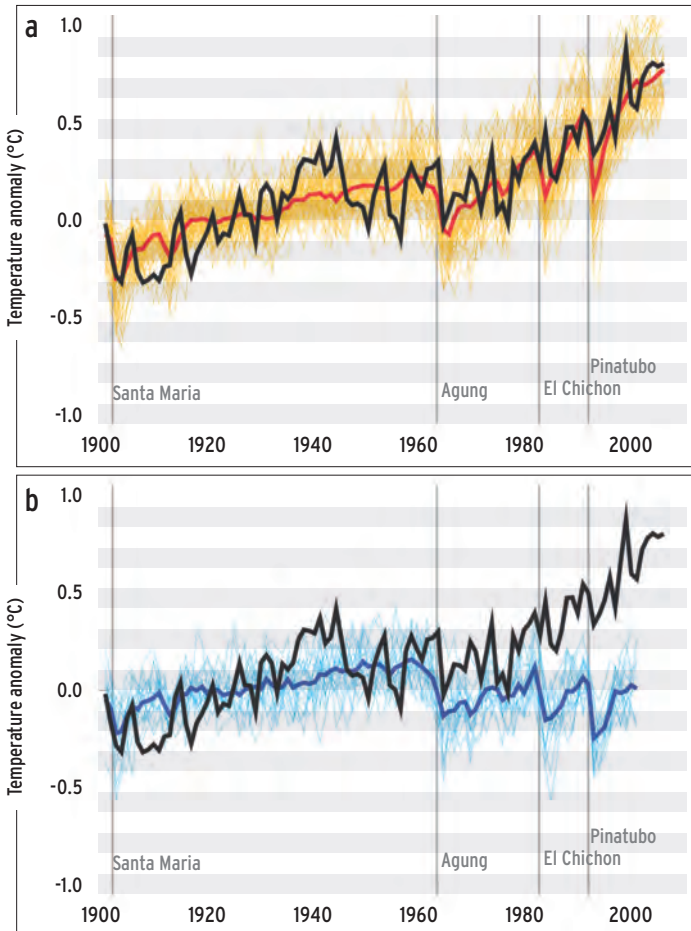 a
Temperature anomaly (°C)
1.0
0.5
0.0
-0.5
-1.0
Pinatubo
Santa Maria
Agung
El Chichon
1900 1920 1940 1960 1980 2000
b
Temperature anomaly (°C)
1.0
0.5
0.0
-0.5
-1.0
Pinatubo
Santa Maria
Agung
El Chichon
1900 1920 1940 1960 1980 2000